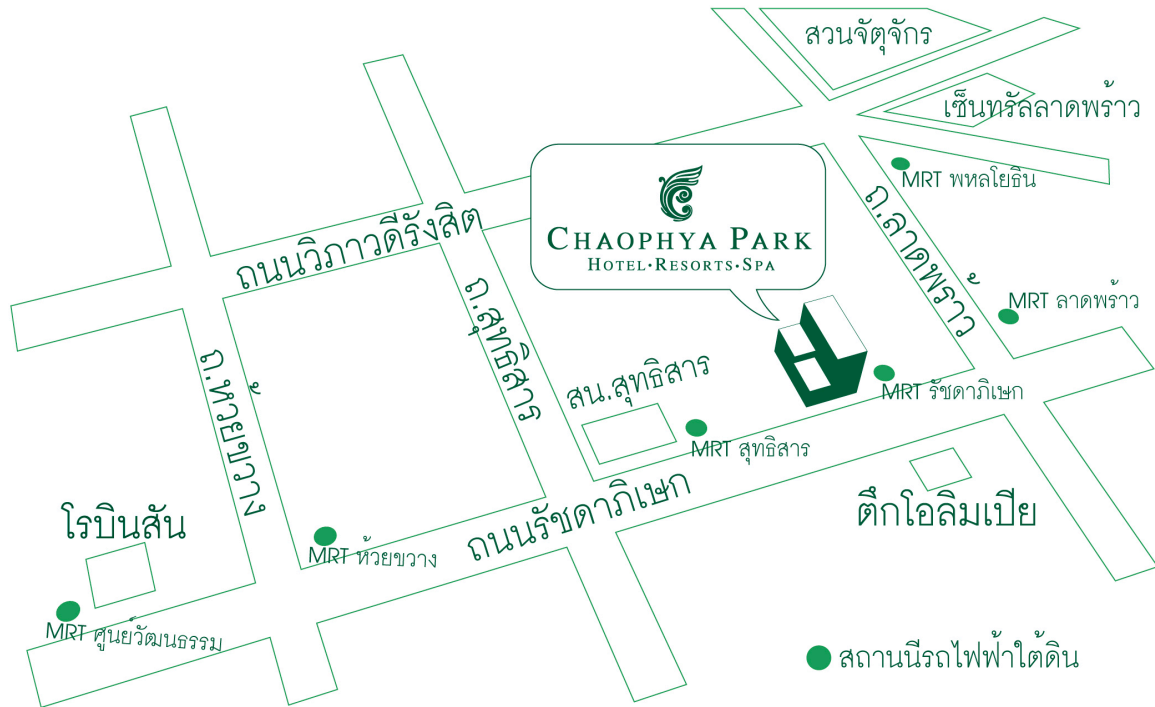 สวนจัตุจักร
เซ็นทรัลลาดพร้าว
MRT พหลโยธิน
ถ.ลาดพร้าว
CHAOPHYA PARK
HOTEL·RESORTS·SPA
ถนนวิภาวดีรังสิต
ถ.สุทธิสาร
MRT ลาดพร้าว
ถ.ห้วยขวาง
สน.สุทธิสาร
MRT รัชดาภิเษก
MRT สุทธิสาร
ถนนรัชดาภิเษก
ตึกโอลิมเปีย
โรบินสัน
MRT ห้วยขวาง
MRT ศูนย์วัฒนธรรม
สถานนีรถไฟฟ้าใต้ดิน